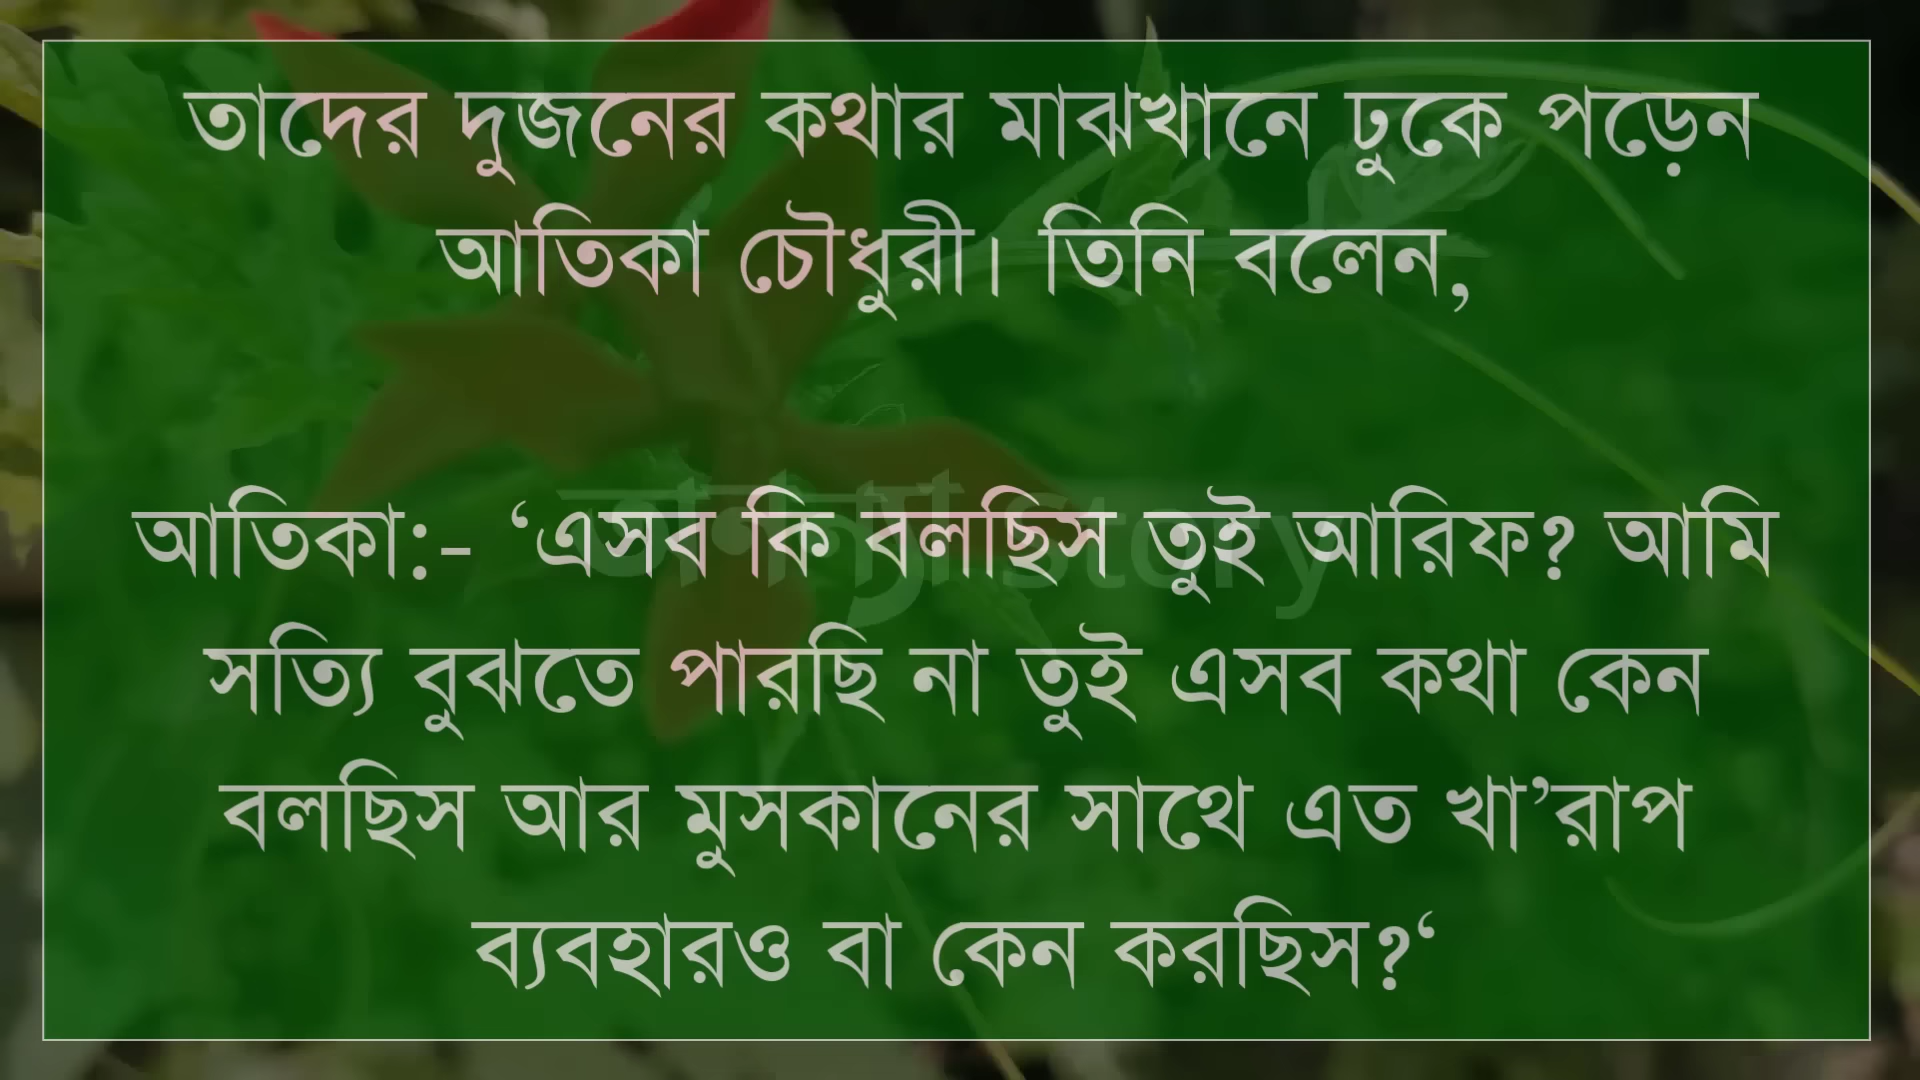 তাদের দুজনের কথার মাঝখানে ঢুকে পড়েন
আতিকা চৌধুরী। তিনি বলেন,
আতিকা:- ‘এসব কি বলছিস তুই আরিফ? আমি
সত্যি বুঝতে পারছি না তুই এসব কথা কেন
বলছিস আর মুসকানের সাথে এত খা’রাপ
ব্যবহারও বা কেন করছিস?‘
story